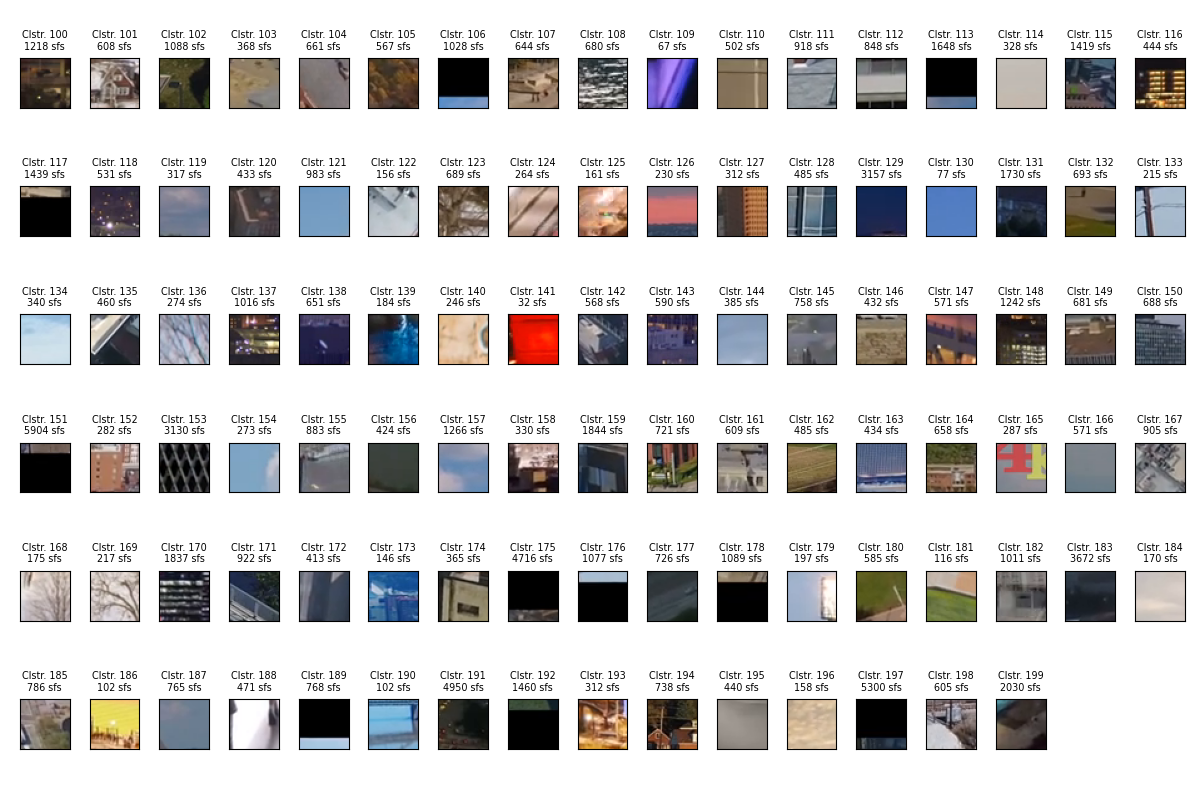 Clstr. 100 Clstr. 101 Clstr. 102 Clstr. 103 Clstr. 104 Clstr. 105 Clstr. 106 Clstr. 107 Clstr. 108 Clstr. 109 Clstr. 110 Clstr. 111 Clstr. 112 Clstr. 113 Clstr. 114 Clstr. 115 Clstr. 116
1218 sfs 608 sfs 1088 sfs 368 sfs 661 sfs 567 sfs 1028 sfs 644 sfs 680 sfs 67 sfs 502 sfs 918 sfs 848 sfs 1648 sfs 328 sfs 1419 sfs 444 sfs
Clstr. 117 Clstr. 118 Clstr. 119 Clstr. 120 Clstr. 121 Clstr. 122 Clstr. 123 Clstr. 124 Clstr. 125 Clstr. 126 Clstr. 127 Clstr. 128 Clstr. 129 Clstr. 130 Clstr. 131 Clstr. 132 Clstr. 133
1439 sfs 531 sfs 317 sfs 433 sfs 983 sfs 156 sfs 689 sfs 264 sfs 161 sfs 230 sfs 312 sfs 485 sfs 3157 sfs 77 sfs 1730 sfs 693 sfs 215 sfs
Clstr. 134 Clstr. 135 Clstr. 136 Clstr. 137 Clstr. 138 Clstr. 139 Clstr. 140 Clstr. 141 Clstr. 142 Clstr. 143 Clstr. 144 Clstr. 145 Clstr. 146 Clstr. 147 Clstr. 148 Clstr. 149 Clstr. 150
340 sfs 460 sfs 274 sfs 1016 sfs 651 sfs 184 sfs 246 sfs 32 sfs 568 sfs 590 sfs 385 sfs 758 sfs 432 sfs 571 sfs 1242 sfs 681 sfs 688 sfs
Clstr. 151 Clstr. 152 Clstr. 153 Clstr. 154 Clstr. 155 Clstr. 156 Clstr. 157 Clstr. 158 Clstr. 159 Clstr. 160 Clstr. 161 Clstr. 162 Clstr. 163 Clstr. 164 Clstr. 165 Clstr. 166 Clstr. 167
5904 sfs 282 sfs 3130 sfs 273 sfs 883 sfs 424 sfs 1266 sfs 330 sfs 1844 sfs 721 sfs 609 sfs 485 sfs 434 sfs 658 sfs 287 sfs 571 sfs 905 sfs
Clstr. 168 Clstr. 169 Clstr. 170 Clstr. 171 Clstr. 172 Clstr. 173 Clstr. 174 Clstr. 175 Clstr. 176 Clstr. 177 Clstr. 178 Clstr. 179 Clstr. 180 Clstr. 181 Clstr. 182 Clstr. 183 Clstr. 184
175 sfs 217 sfs 1837 sfs 922 sfs 413 sfs 146 sfs 365 sfs 4716 sfs 1077 sfs 726 sfs 1089 sfs 197 sfs 585 sfs 116 sfs 1011 sfs 3672 sfs 170 sfs
Clstr. 185 Clstr. 186 Clstr. 187 Clstr. 188 Clstr. 189 Clstr. 190 Clstr. 191 Clstr. 192 Clstr. 193 Clstr. 194 Clstr. 195 Clstr. 196 Clstr. 197 Clstr. 198 Clstr. 199
786 sfs 102 sfs 765 sfs 471 sfs 768 sfs 102 sfs 4950 sfs 1460 sfs 312 sfs 738 sfs 440 sfs 158 sfs 5300 sfs 605 sfs 2030 sfs